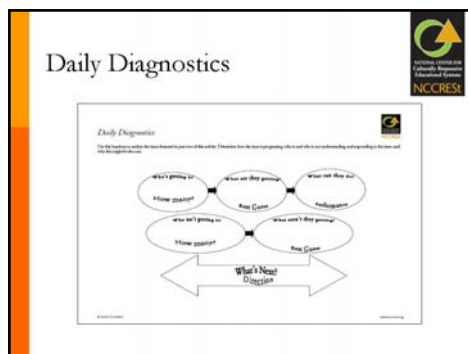 Daily Diagnostics
NATIONAL CENTER FOR
Culturally Responsive
Educational Systems
NCCRESt
Daily Diagnostics
Who's getting it?
What are they getting?
What can they do?
How many?
Best Guess
Participation
Who isn't getting it?
What aren't they getting?
How many?
Best Guess
What's Next?
Direction